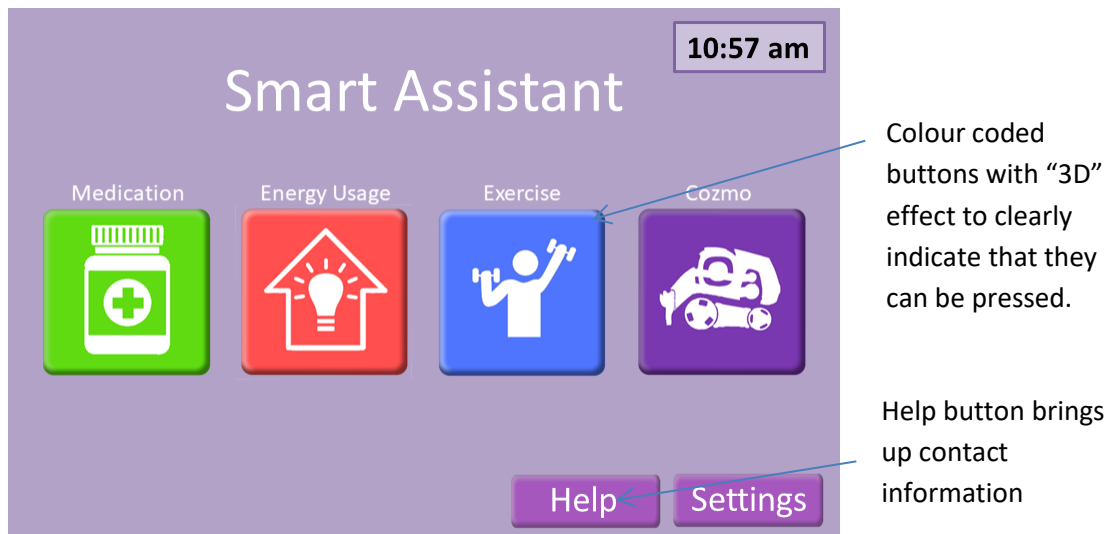 10:57 am
Smart Assistant
Medication
Energy Usage
Exercise
Cozmo
Help
Settings
Colour coded
buttons with “3D”
effect to clearly
indicate that they
can be pressed.
Help button brings
up contact
information